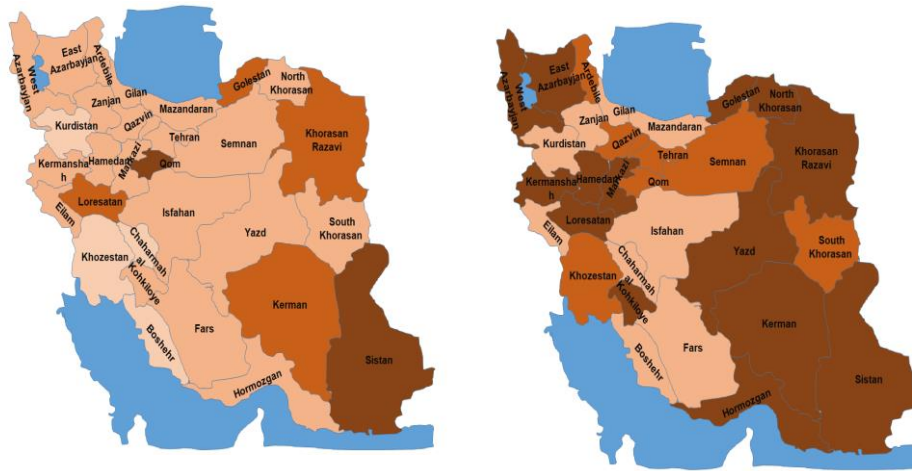 East
Azarbayjan
West
Azarbayjan
Ardebile
Zanjan
Gilan
Qazvin
Mazandaran
Golestan
North
Khorasan
Kurdistan
Tehran
Semnan
Khorasan
Razavi
Kermansha
h
Hamedan
Markazi
Qom
Loresatan
Eilam
Isfahan
Yazd
South
Khorasan
Khozestan
Chaharmah
al
Kohkiloye
Kerman
Fars
Boshehr
Sistan
Hormozgan
East
Azarbayjan
West
Azarbayjan
Ardebile
Zanjan
Gilan
Qazvin
Mazandaran
Golestan
North
Khorasan
Kurdistan
Tehran
Semnan
Khorasan
Razavi
Kermansha
h
Hamedan
Markazi
Qom
Loresatan
Eilam
Isfahan
Yazd
South
Khorasan
Khozestan
Chaharmah
al
Kohkiloye
Kerman
Fars
Boshehr
Sistan
Hormozgan